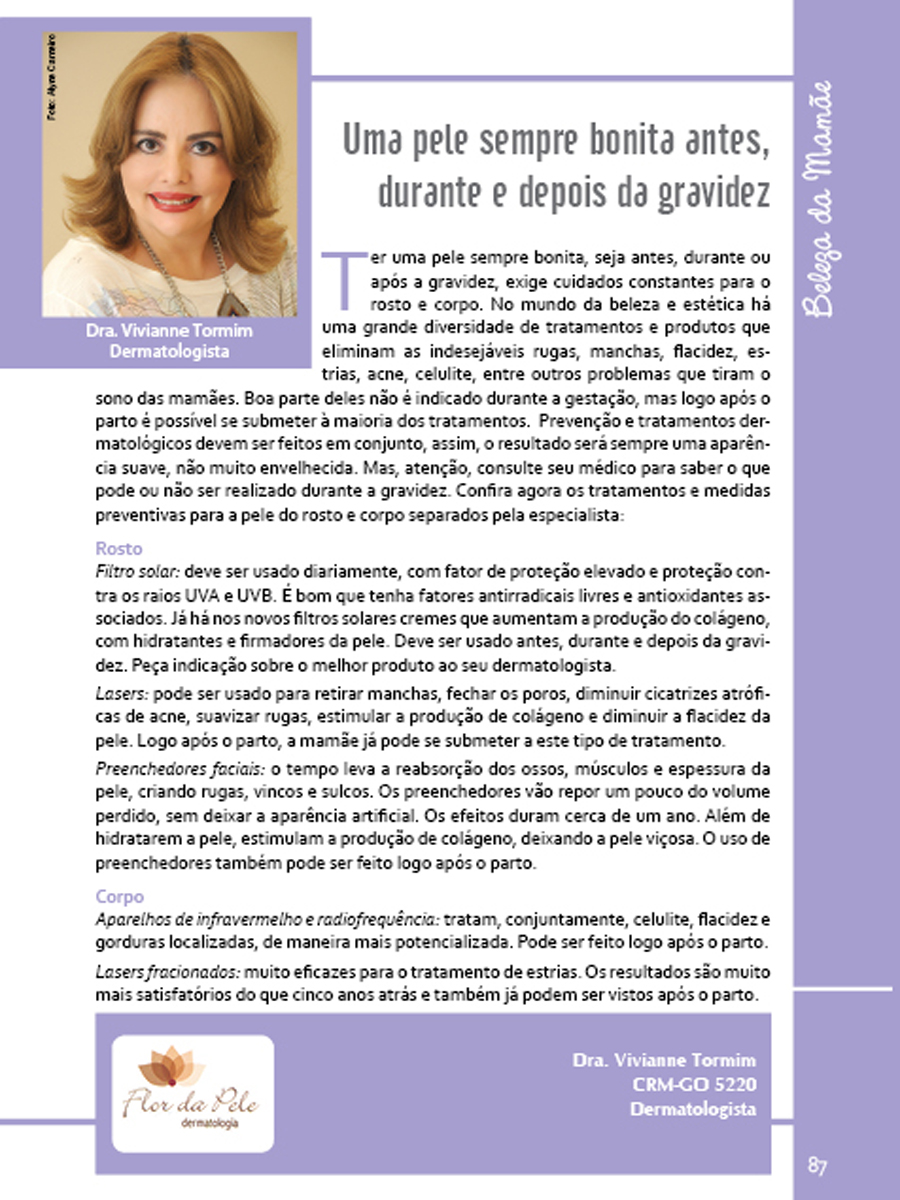 Foto: Alyne Carneiro
Dra. Vivianne Tormim
Dermatologista
Beleza da Mamãe
Uma pele sempre bonita antes,
durante e depois da gravidez
Ter uma pele sempre bonita, seja antes, durante ou
após a gravidez, exige cuidados constantes para o
rosto e corpo. No mundo da beleza e estética há
uma grande diversidade de tratamentos e produtos que
eliminam as indesejáveis rugas, manchas, flacidez, es-
trias, acne, celulite, entre outros problemas que tiram o
sono das mamães. Boa parte deles não é indicado durante a gestação, mas logo após o
parto é possível se submeter à maioria dos tratamentos. Prevenção e tratamentos der-
matológicos devem ser feitos em conjunto, assim, o resultado será sempre uma aparên-
cia suave, não muito envelhecida. Mas, atenção, consulte seu médico para saber o que
pode ou não ser realizado durante a gravidez. Confira agora os tratamentos e medidas
preventivas para a pele do rosto e corpo separados pela especialista:
Rosto
Filtro solar: deve ser usado diariamente, com fator de proteção elevado e proteção con-
tra os raios UVA e UVB. É bom que tenha fatores antirradicais livres e antioxidantes as-
sociados. Já há nos novos filtros solares cremes que aumentam a produção do colágeno,
com hidratantes e firmadores da pele. Deve ser usado antes, durante e depois da gravi-
dez. Peça indicação sobre o melhor produto ao seu dermatologista.
Lasers: pode ser usado para retirar manchas, fechar os poros, diminuir cicatrizes atrófi-
cas de acne, suavizar rugas, estimular a produção de colágeno e diminuir a flacidez da
pele. Logo após o parto, a mamãe já pode se submeter a este tipo de tratamento.
Preenchedores faciais: o tempo leva a reabsorção dos ossos, músculos e espessura da
pele, criando rugas, vincos e sulcos. Os preenchedores vão repor um pouco do volume
perdido, sem deixar a aparência artificial. Os efeitos duram cerca de um ano. Além de
hidratarem a pele, estimulam a produção de colágeno, deixando a pele viçosa. O uso de
preenchedores também pode ser feito logo após o parto.
Corpo
Aparelhos de infravermelho e radiofrequência: tratam, conjuntamente, celulite, flacidez e
gorduras localizadas, de maneira mais potencializada. Pode ser feito logo após o parto.
Lasers fracionados: muito eficazes para o tratamento de estrias. Os resultados são muito
mais satisfatórios do que cinco anos atrás e também já podem ser vistos após o parto.
Flor da Pele
dermatologia
Dra. Vivianne Tormim
CRM-GO 5220
Dermatologista
87